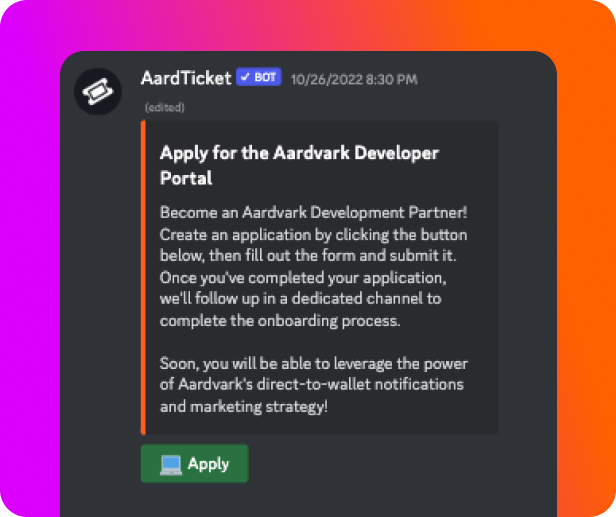 AardTicket ✓ BOT 10/26/2022 8:30 PM
(edited)
Apply for the Aardvark Developer
Portal
Become an Aardvark Development Partner!
Create an application by clicking the button
below, then fill out the form and submit it.
Once you've completed your application,
we'll follow up in a dedicated channel to
complete the onboarding process.
Soon, you will be able to leverage the power
of Aardvark's direct-to-wallet notifications
and marketing strategy!
Apply